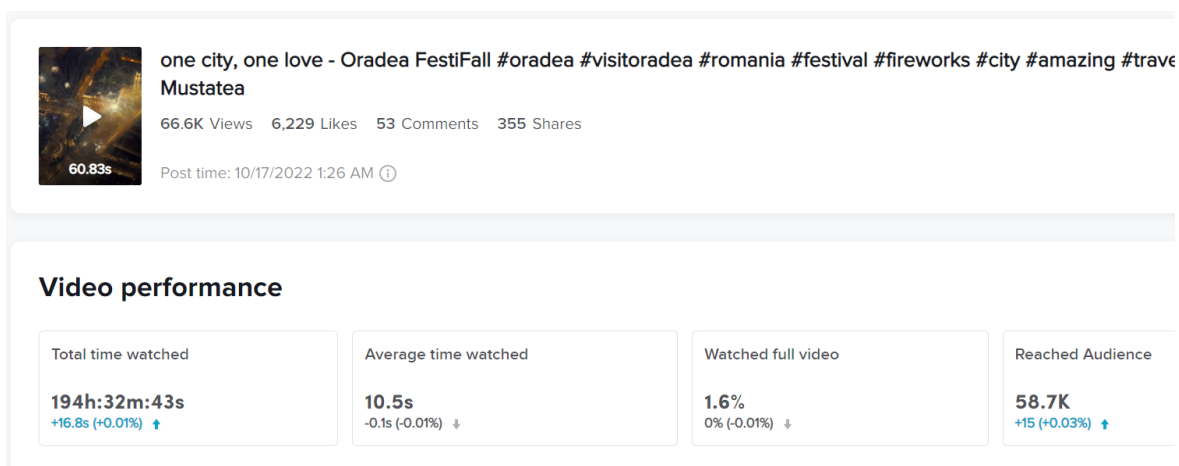 one city, one love - Oradea FestiFall #oradea #visitoradea #romania #festival #fireworks #city #amazing #trave
Mustatea
66.6K Views 6,229 Likes 53 Comments 355 Shares
60.83s
Post time: 10/17/2022 1:26 AM
Video performance
Total time watched
194h:32m:43s
+16.8s (+0.01%)
Average time watched
10.5s
-0.1s (-0.01%)
Watched full video
1.6%
0% (-0.01%)
Reached Audience
58.7K
+15 (+0.03%)